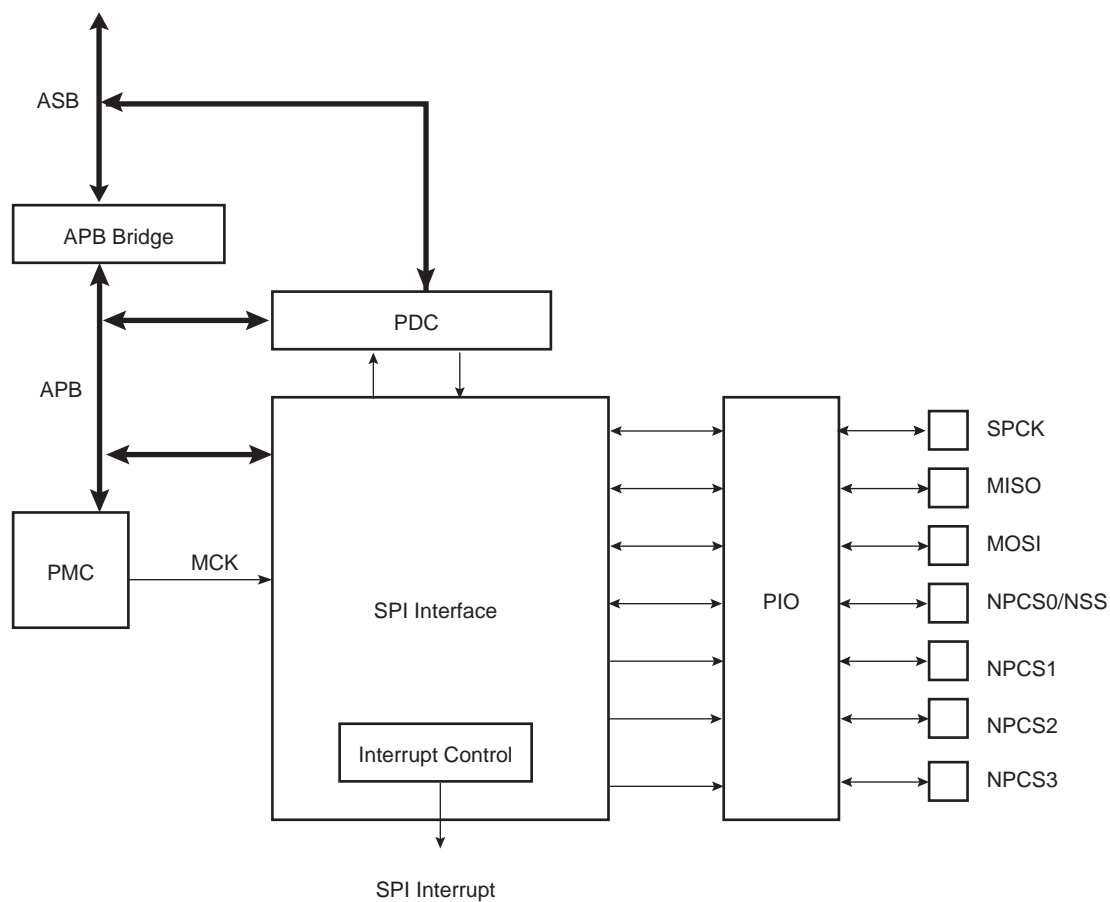 ASB
APB Bridge
PDC
APB
SPCK
MISO
MOSI
PMC
MCK
SPI Interface
PIO
NPCS0/NSS
NPCS1
NPCS2
Interrupt Control
NPCS3
SPI Interrupt